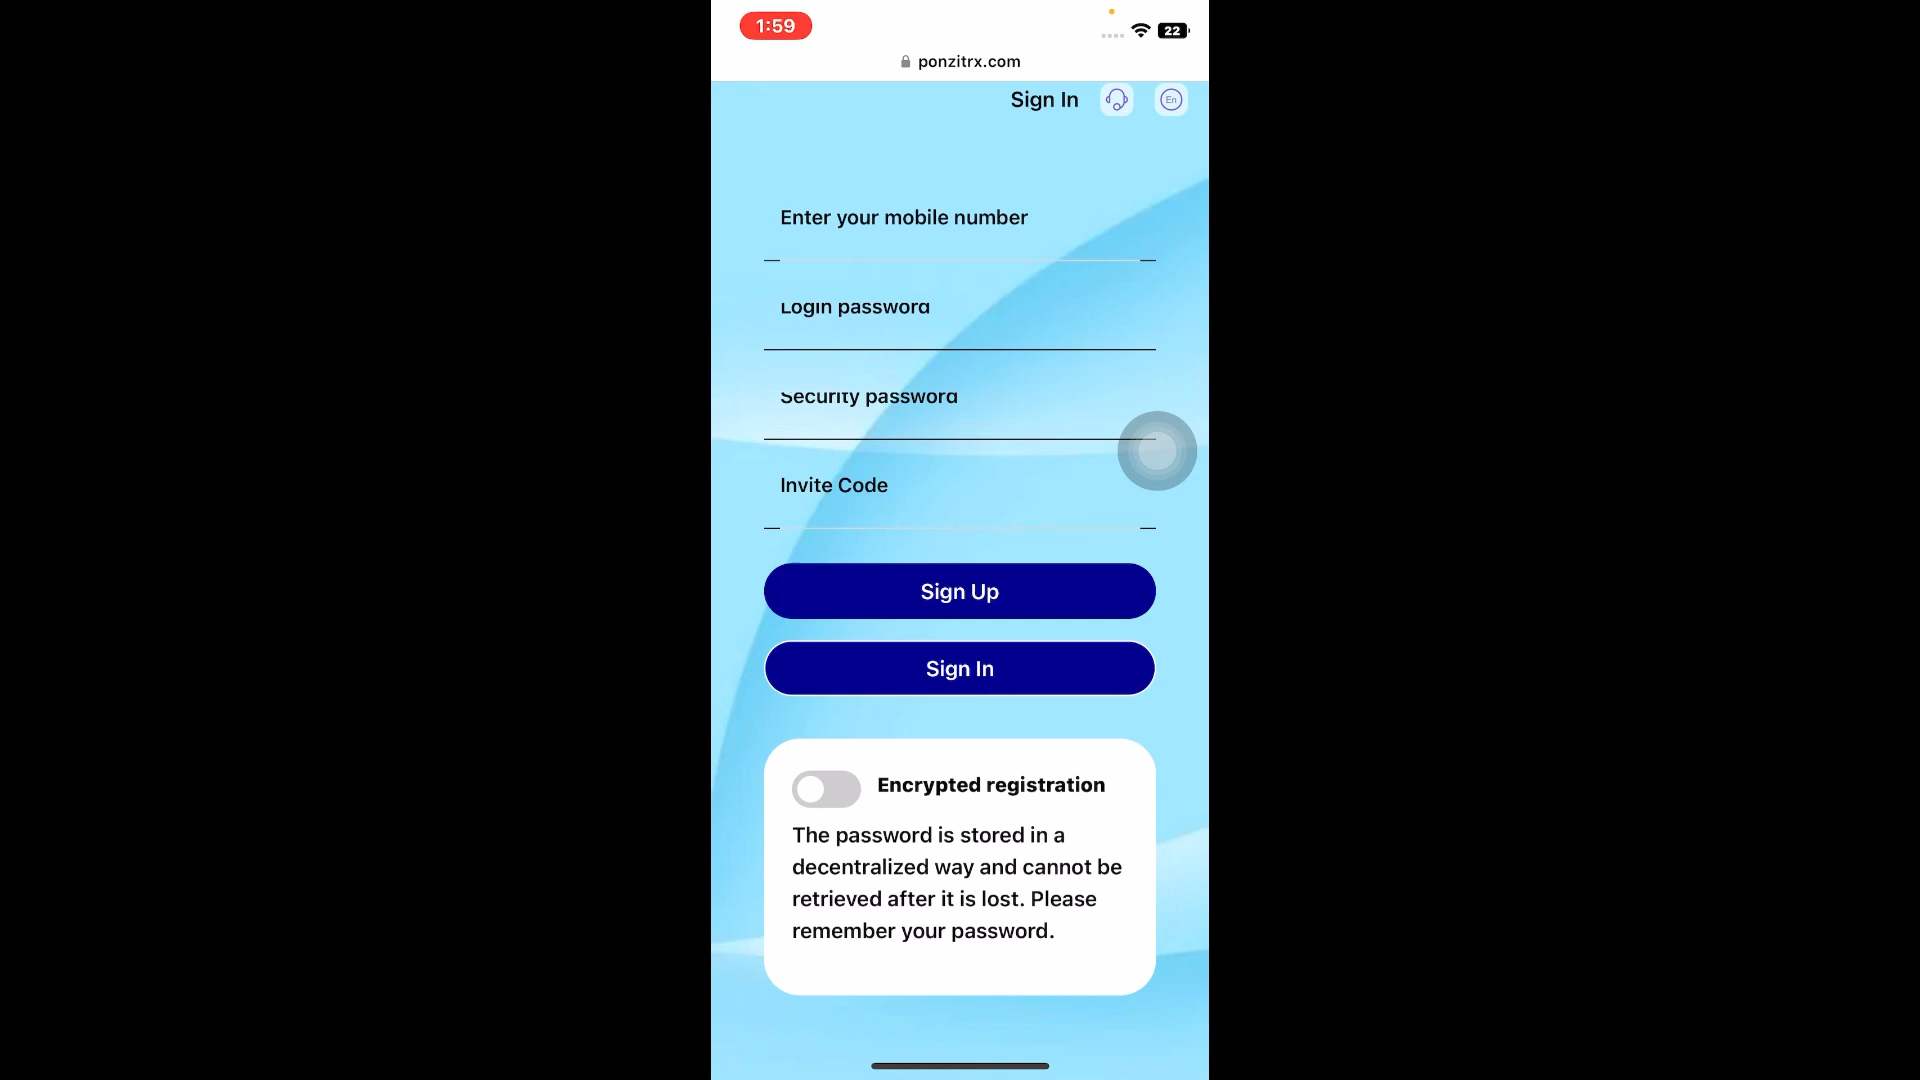 1:59
22
ponzitrx.com
Sign In
En
Enter your mobile number
Login password
Security password
Invite Code
Sign Up
Sign In
Encrypted registration
The password is stored in a
decentralized way and cannot be
retrieved after it is lost. Please
remember your password.